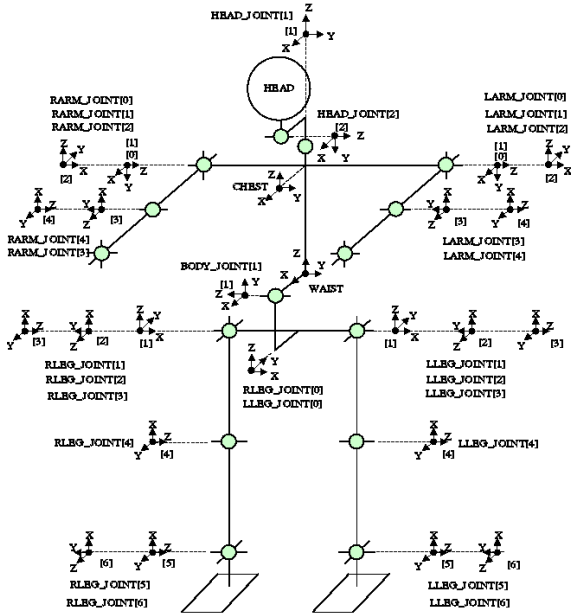 HEAD_JOINT[1]
Z
[1]
Y
X
HEAD
RARM_JOINT[0]
RARM_JOINT[1]
RARM_JOINT[2]
HEAD_JOINT[2]
[2]
Z
X
Y
LARM_JOINT[0]
LARM_JOINT[1]
LARM_JOINT[2]
Z
Y
X
[2]
[1]
[0]
Z
X
Y
[1]
[0]
Z
X
Y
Z
Y
X
[2]
CHEST
Z
Y
X
X
Z
Y
[4]
X
Y
Z
[3]
X
Y
Z
[3]
X
Z
Y
[4]
RARM_JOINT[4]
RARM_JOINT[3]
LARM_JOINT[3]
LARM_JOINT[4]
BODY_JOINT[1]
[1]
Y
Z
X
Z
Y
X
WAIST
X
Z
Y
[3]
X
Y
Z
[2]
Z
Y
X
[1]
Z
Y
X
Z
Y
X
[1]
X
Y
Z
[2]
X
Z
Y
[3]
RLEG_JOINT[1]
RLEG_JOINT[2]
RLEG_JOINT[3]
RLEG_JOINT[0]
LLEG_JOINT[0]
LLEG_JOINT[1]
LLEG_JOINT[2]
LLEG_JOINT[3]
RLEG_JOINT[4]
X
Z
Y
[4]
X
Z
Y
[4]
LLEG_JOINT[4]
X
Y
Z
[6]
X
Z
Y
[5]
X
Z
Y
[5]
X
Y
Z
[6]
RLEG_JOINT[5]
RLEG_JOINT[6]
LLEG_JOINT[5]
LLEG_JOINT[6]